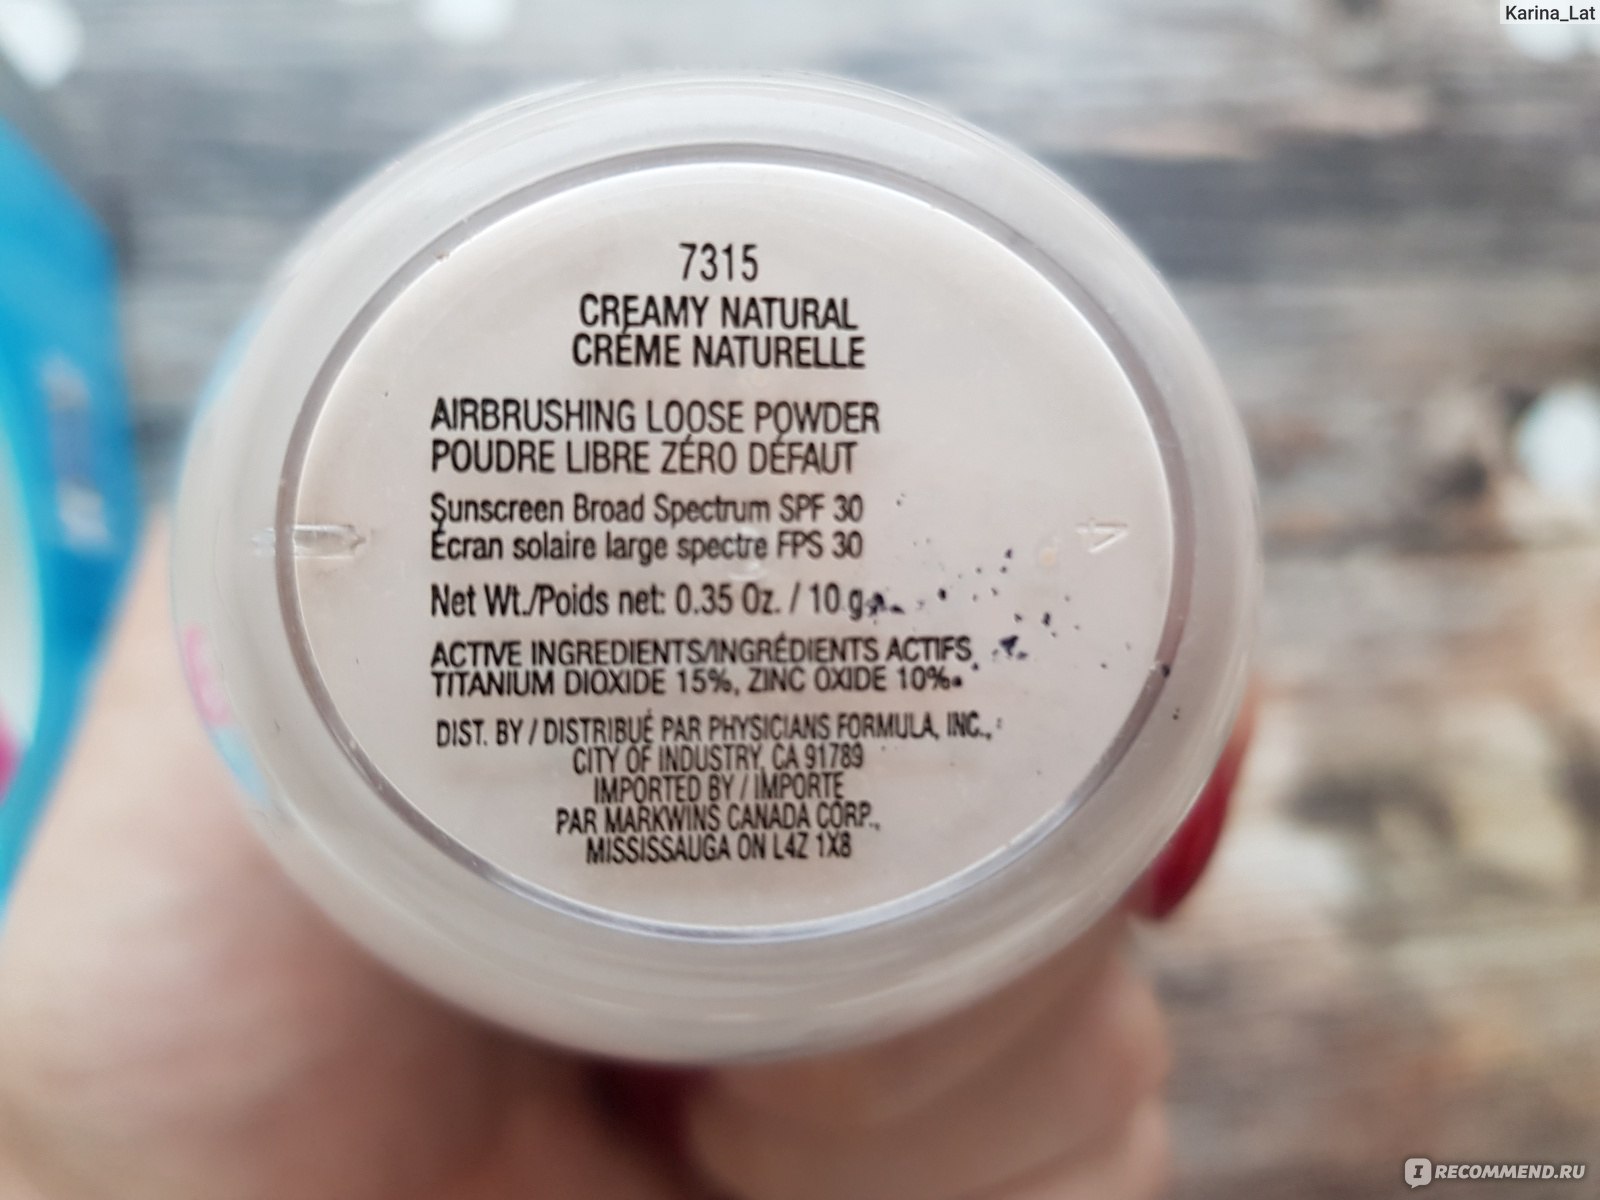 Karina_Lat
7315
CREAMY NATURAL
CRÈME NATURELLE
AIRBRUSHING LOOSE POWDER
POUDRE LIBRE ZÉRO DÉFAUT
Sunscreen Broad Spectrum SPF 30
Écran solaire large spectre FPS 30
Net Wt./Poids net: 0.35 Oz. / 10 g
ACTIVE INGREDIENTS/INGRÉDIENTS ACTIFS
TITANIUM DIOXIDE 15%, ZINC OXIDE 10%
DIST. BY / DISTRIBUÉ PAR PHYSICIANS FORMULA, INC.,
CITY OF INDUSTRY, CA 91789
IMPORTED BY / IMPORTE
PAR MARKWINS CANADA CORP.,
MISSISSAUGA ON L4Z 1X8
4
IRECOMMEND.RU